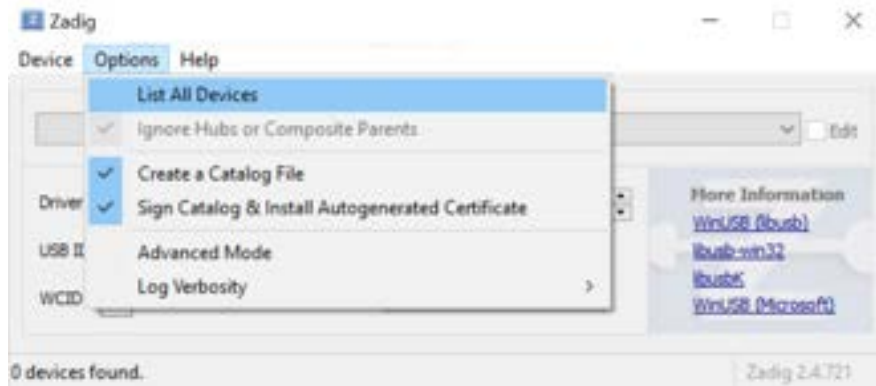 Zadig
Device Options Help
List All Devices
Ignore Hubs or Composite Parents
Edit
Create a Catalog File
Driver
Sign Catalog & Install Autogenerated Certificate
More Information
WinUSB (libusb)
USB ID
Advanced Mode
libusb-win32
Log Verbosity
libusbK
WCID
WinUSB (Microsoft)
0 devices found.
Zadig 2.4.721